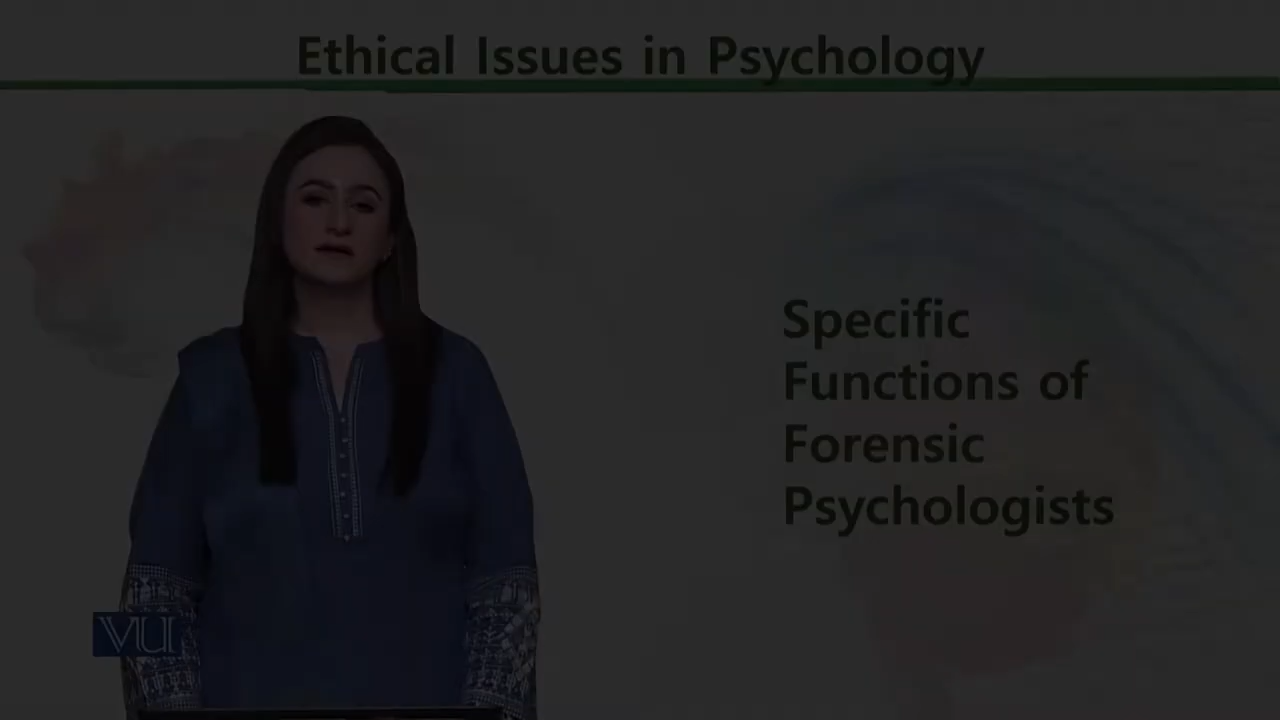 Ethical Issues in Psychology
Specific
Functions of
Forensic
Psychologists
VU